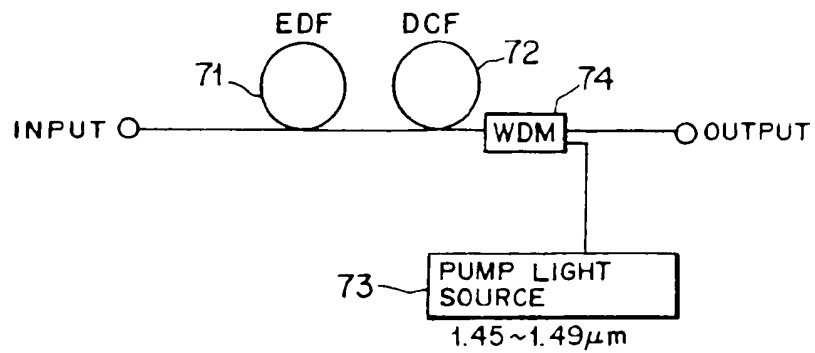 EDF DCF
71 72
74
INPUT WDM OUTPUT
73 PUMP LIGHT
SOURCE
1.45~1.49μm